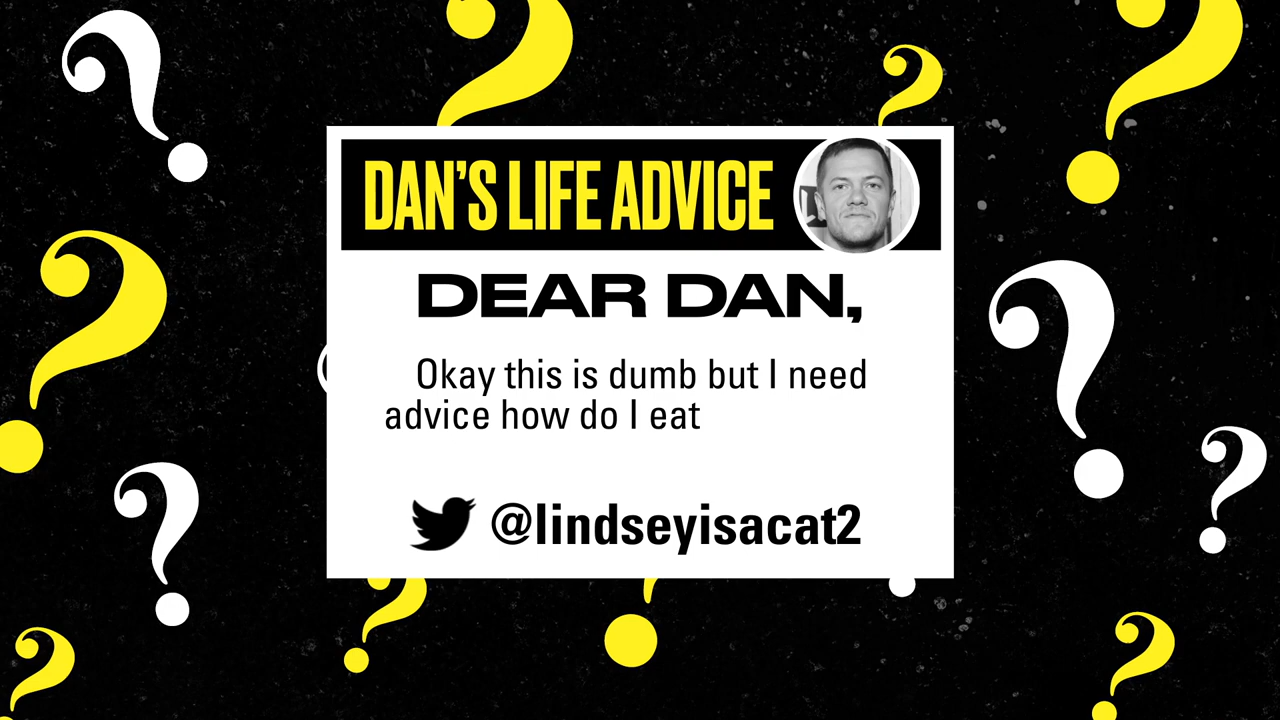 DAN'S LIFE ADVICE
DEAR DAN,
Okay this is dumb but I need
advice how do I eat
@lindseyisacat2